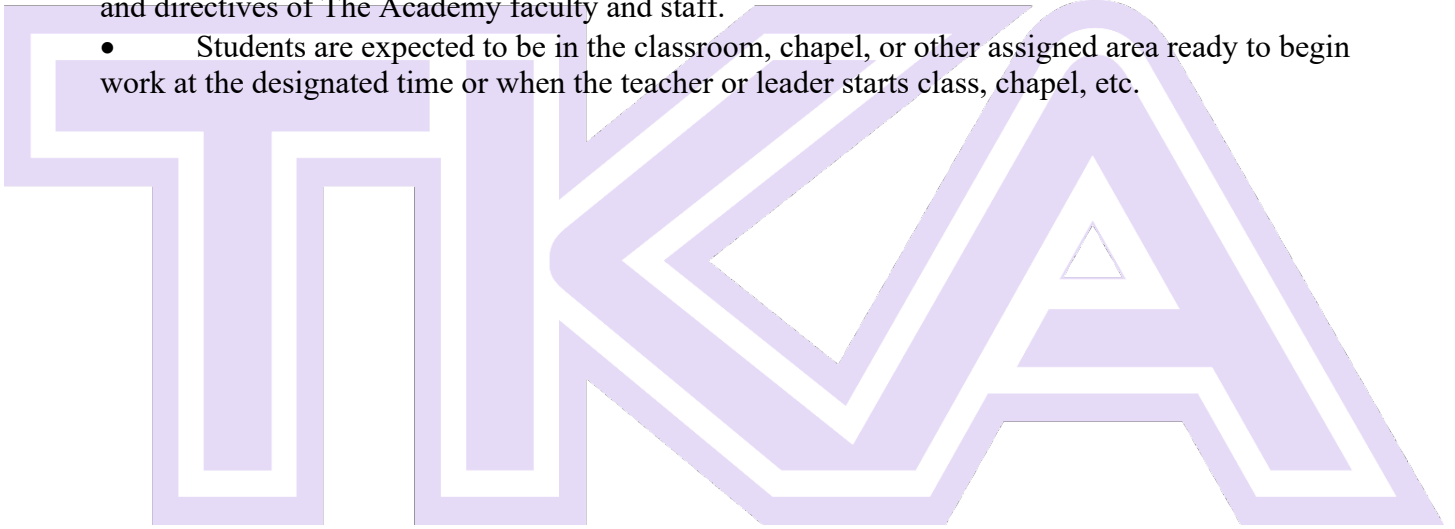 and directives of The Academy faculty and staff.
• Students are expected to be in the classroom, chapel, or other assigned area ready to begin
work at the designated time or when the teacher or leader starts class, chapel, etc.
TKA